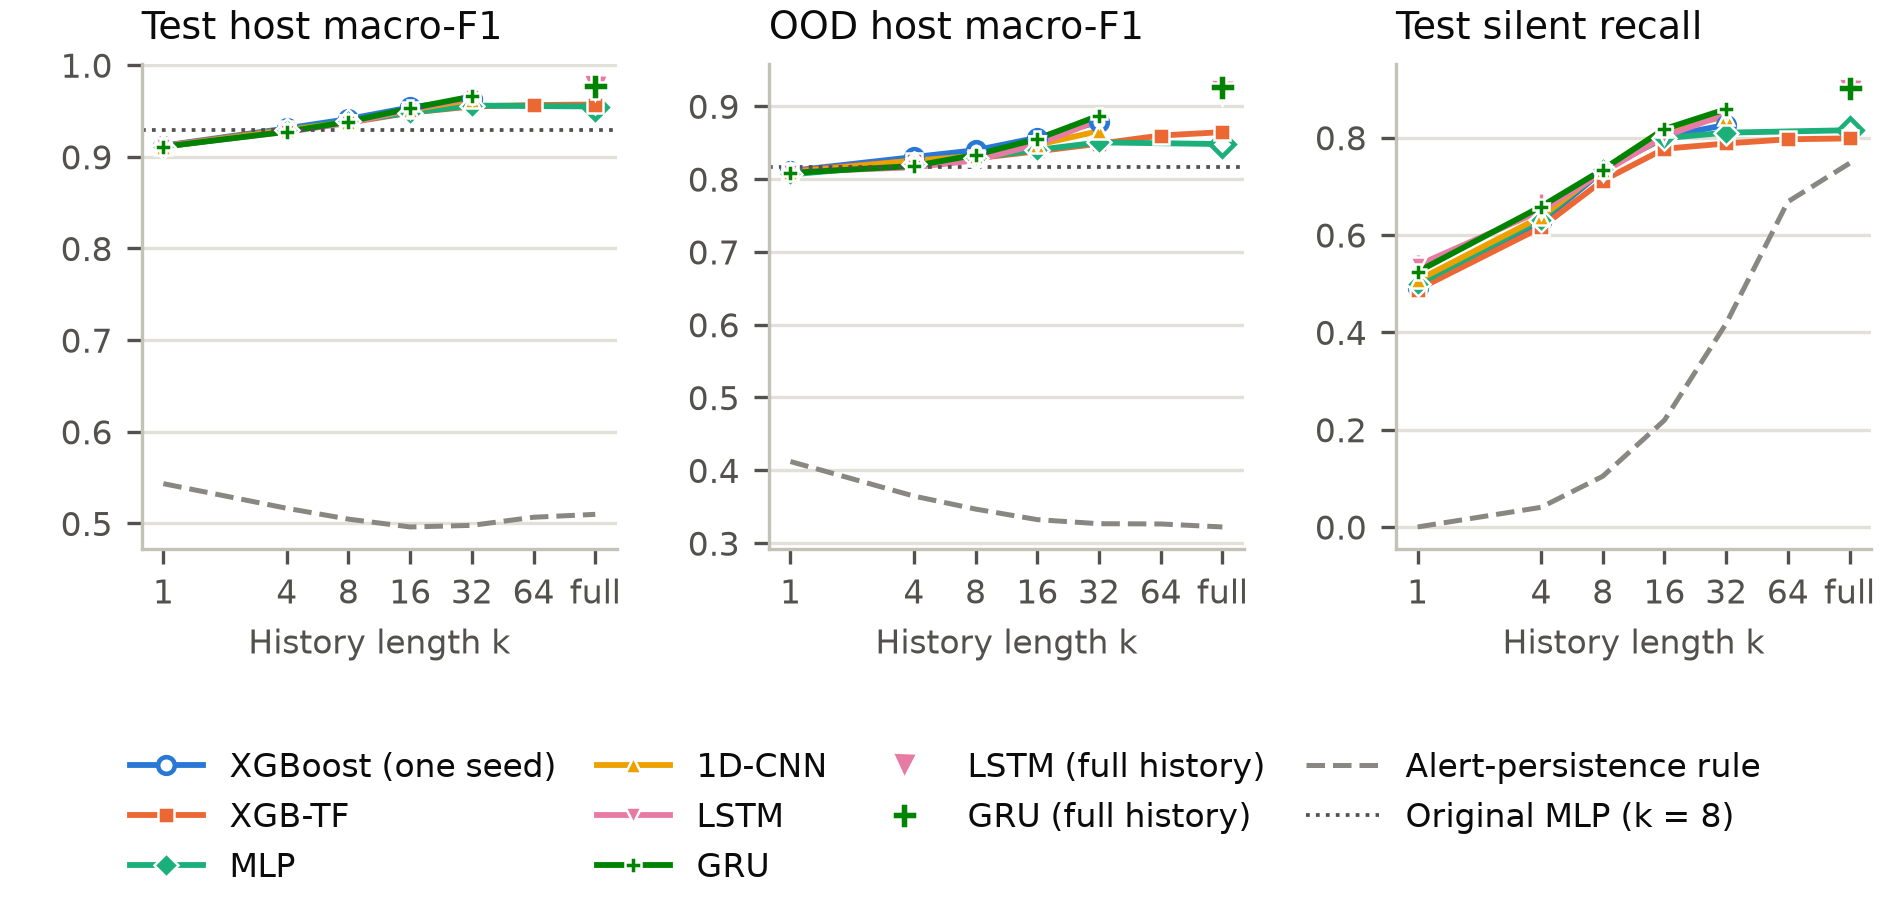 Test host macro-F1
1.0
0.9
0.8
0.7
0.6
0.5
1 4 8 16 32 64 full
History length k
OOD host macro-F1
0.9
0.8
0.7
0.6
0.5
0.4
0.3
1 4 8 16 32 64 full
History length k
Test silent recall
0.8
0.6
0.4
0.2
0.0
1 4 8 16 32 64 full
History length k
XGBoost (one seed)
XGB-TF
MLP
1D-CNN
LSTM
GRU
LSTM (full history)
GRU (full history)
Alert-persistence rule
Original MLP (k = 8)